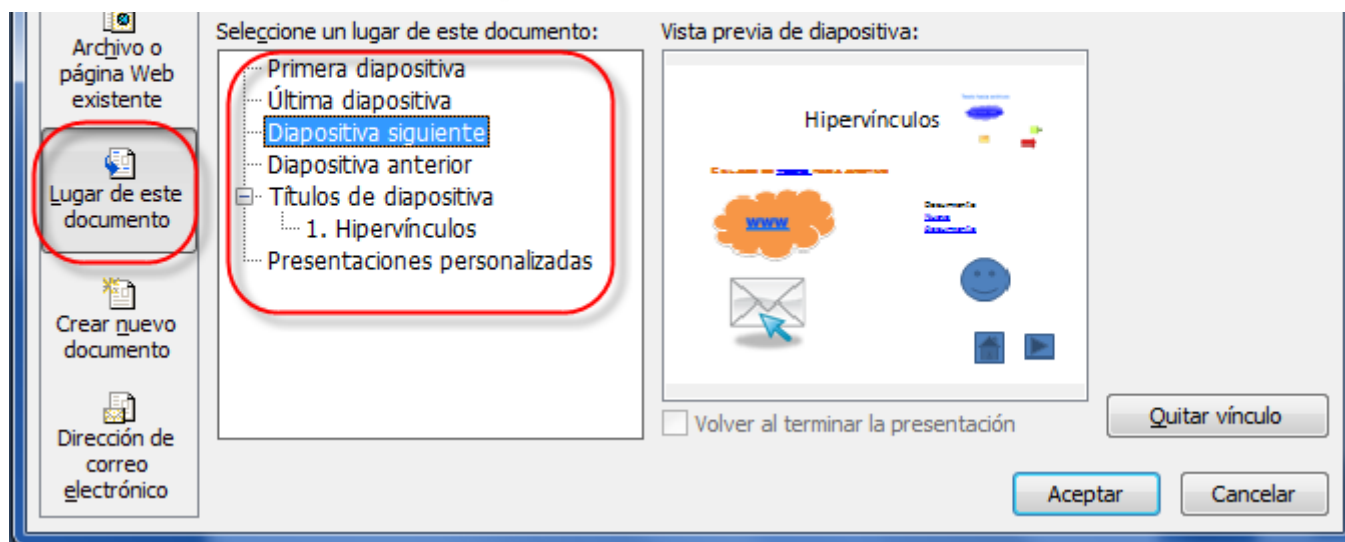 Archivo o
página Web
existente
Lugar de este
documento
Crear nuevo
documento
Dirección de
correo
electrónico
Seleccione un lugar de este documento:
Primera diapositiva
Última diapositiva
Diapositiva siguiente
Diapositiva anterior
Títulos de diapositiva
1. Hipervínculos
Presentaciones personalizadas
Vista previa de diapositiva:
Hipervínculos
www
Volver al terminar la presentación
Quitar vínculo
Aceptar
Cancelar